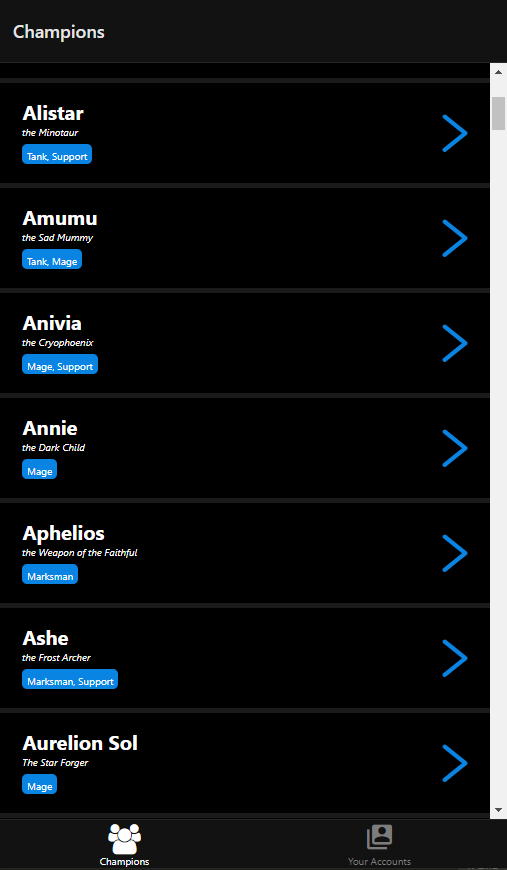 Champions
Alistar
the Minotaur
Tank, Support
Amumu
the Sad Mummy
Tank, Mage
Anivia
the Cryophoenix
Mage, Support
Annie
the Dark Child
Mage
Aphelios
the Weapon of the Faithful
Marksman
Ashe
the Frost Archer
Marksman, Support
Aurelion Sol
The Star Forger
Mage
Champions
Your Accounts